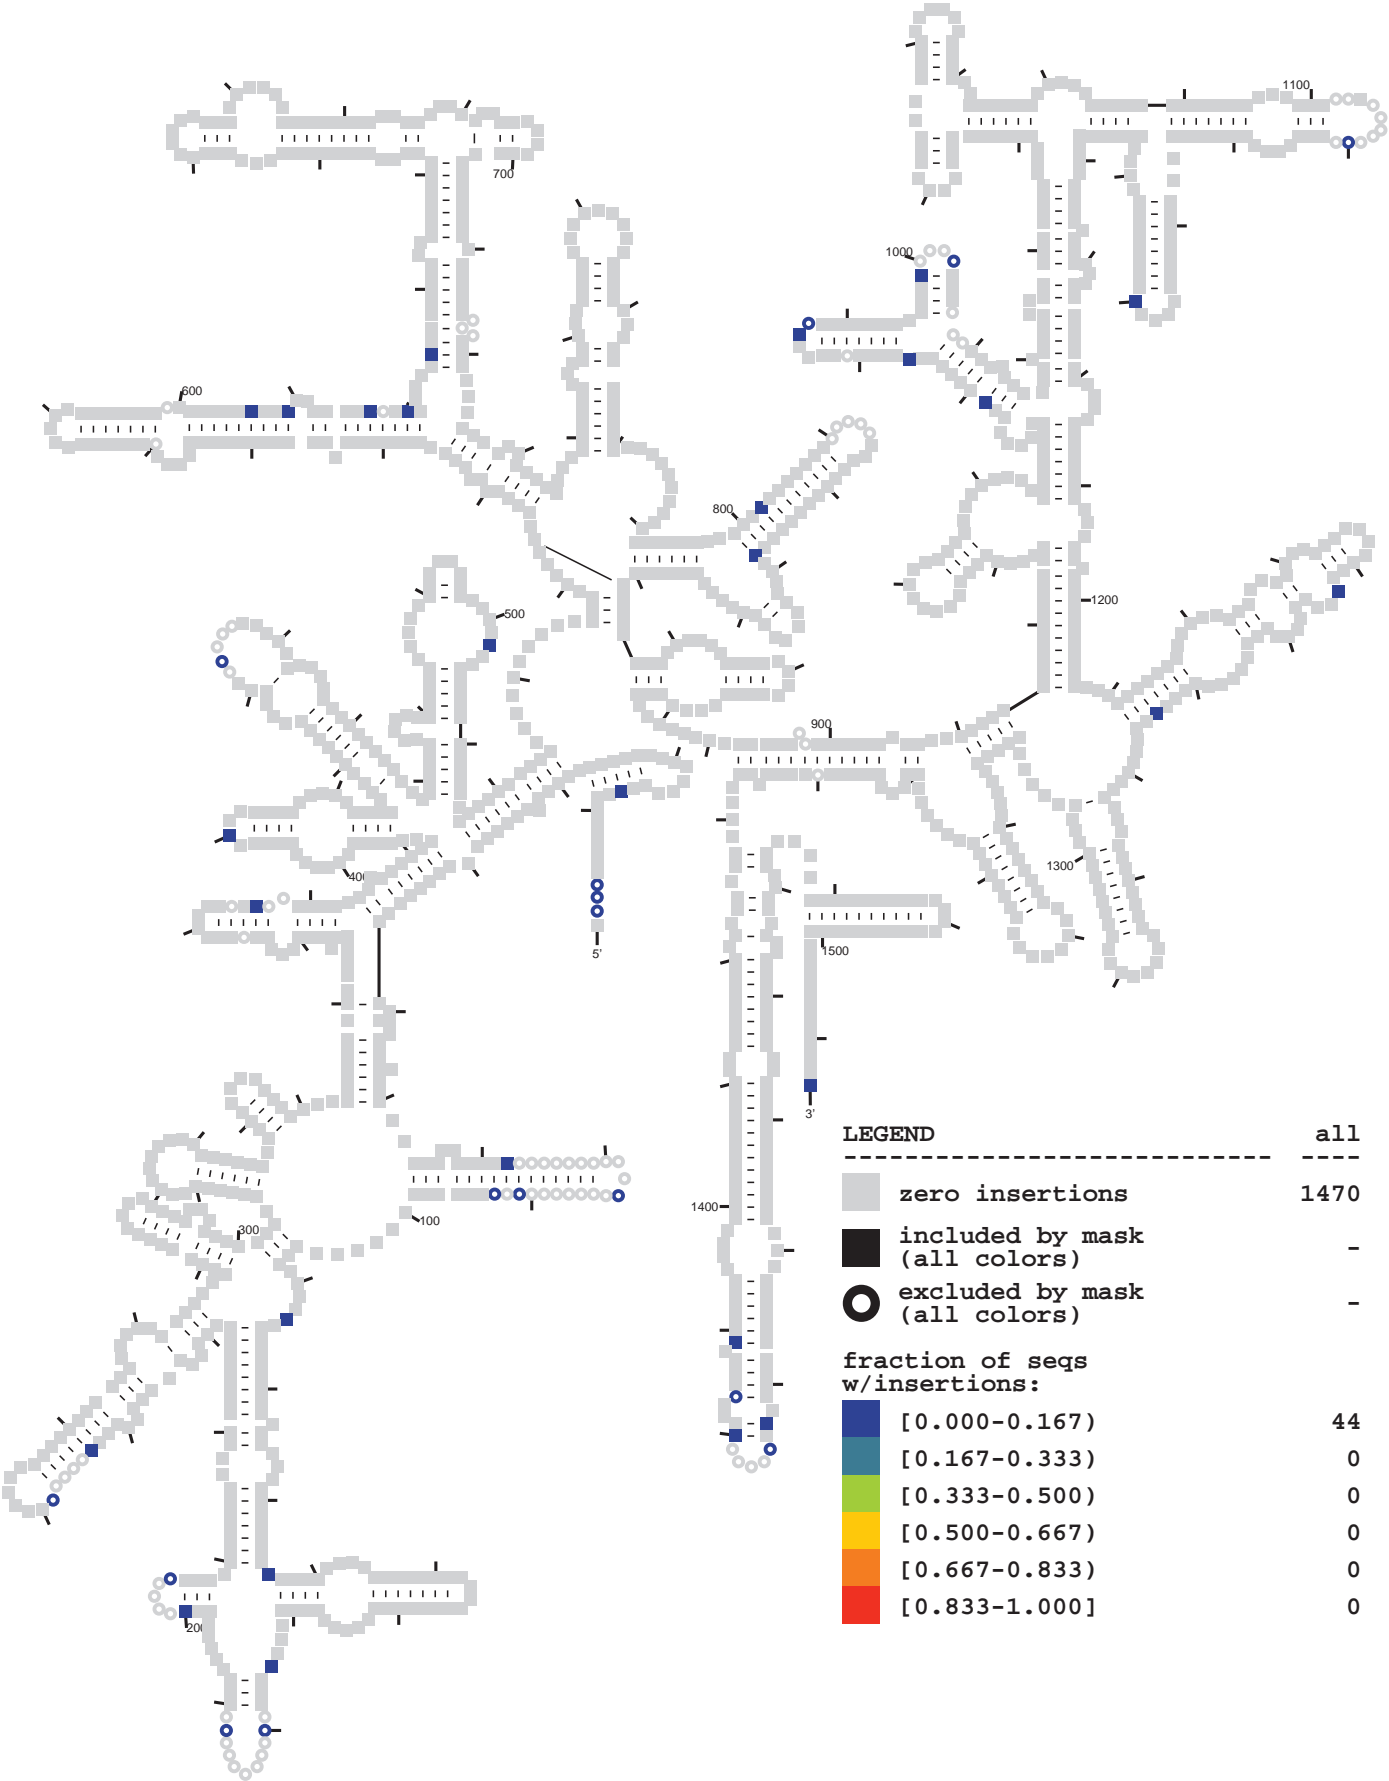 1100
700
1000
600
800
500
1200
900
1300
400
1500
5'
3'
LEGEND all
zero insertions 1470
included by mask
(all colors) -
excluded by mask
(all colors) -
fraction of seqs
w/insertions:
[0.000-0.167) 44
[0.167-0.333) 0
[0.333-0.500) 0
[0.500-0.667) 0
[0.667-0.833) 0
[0.833-1.000] 0
1400
100
300
200